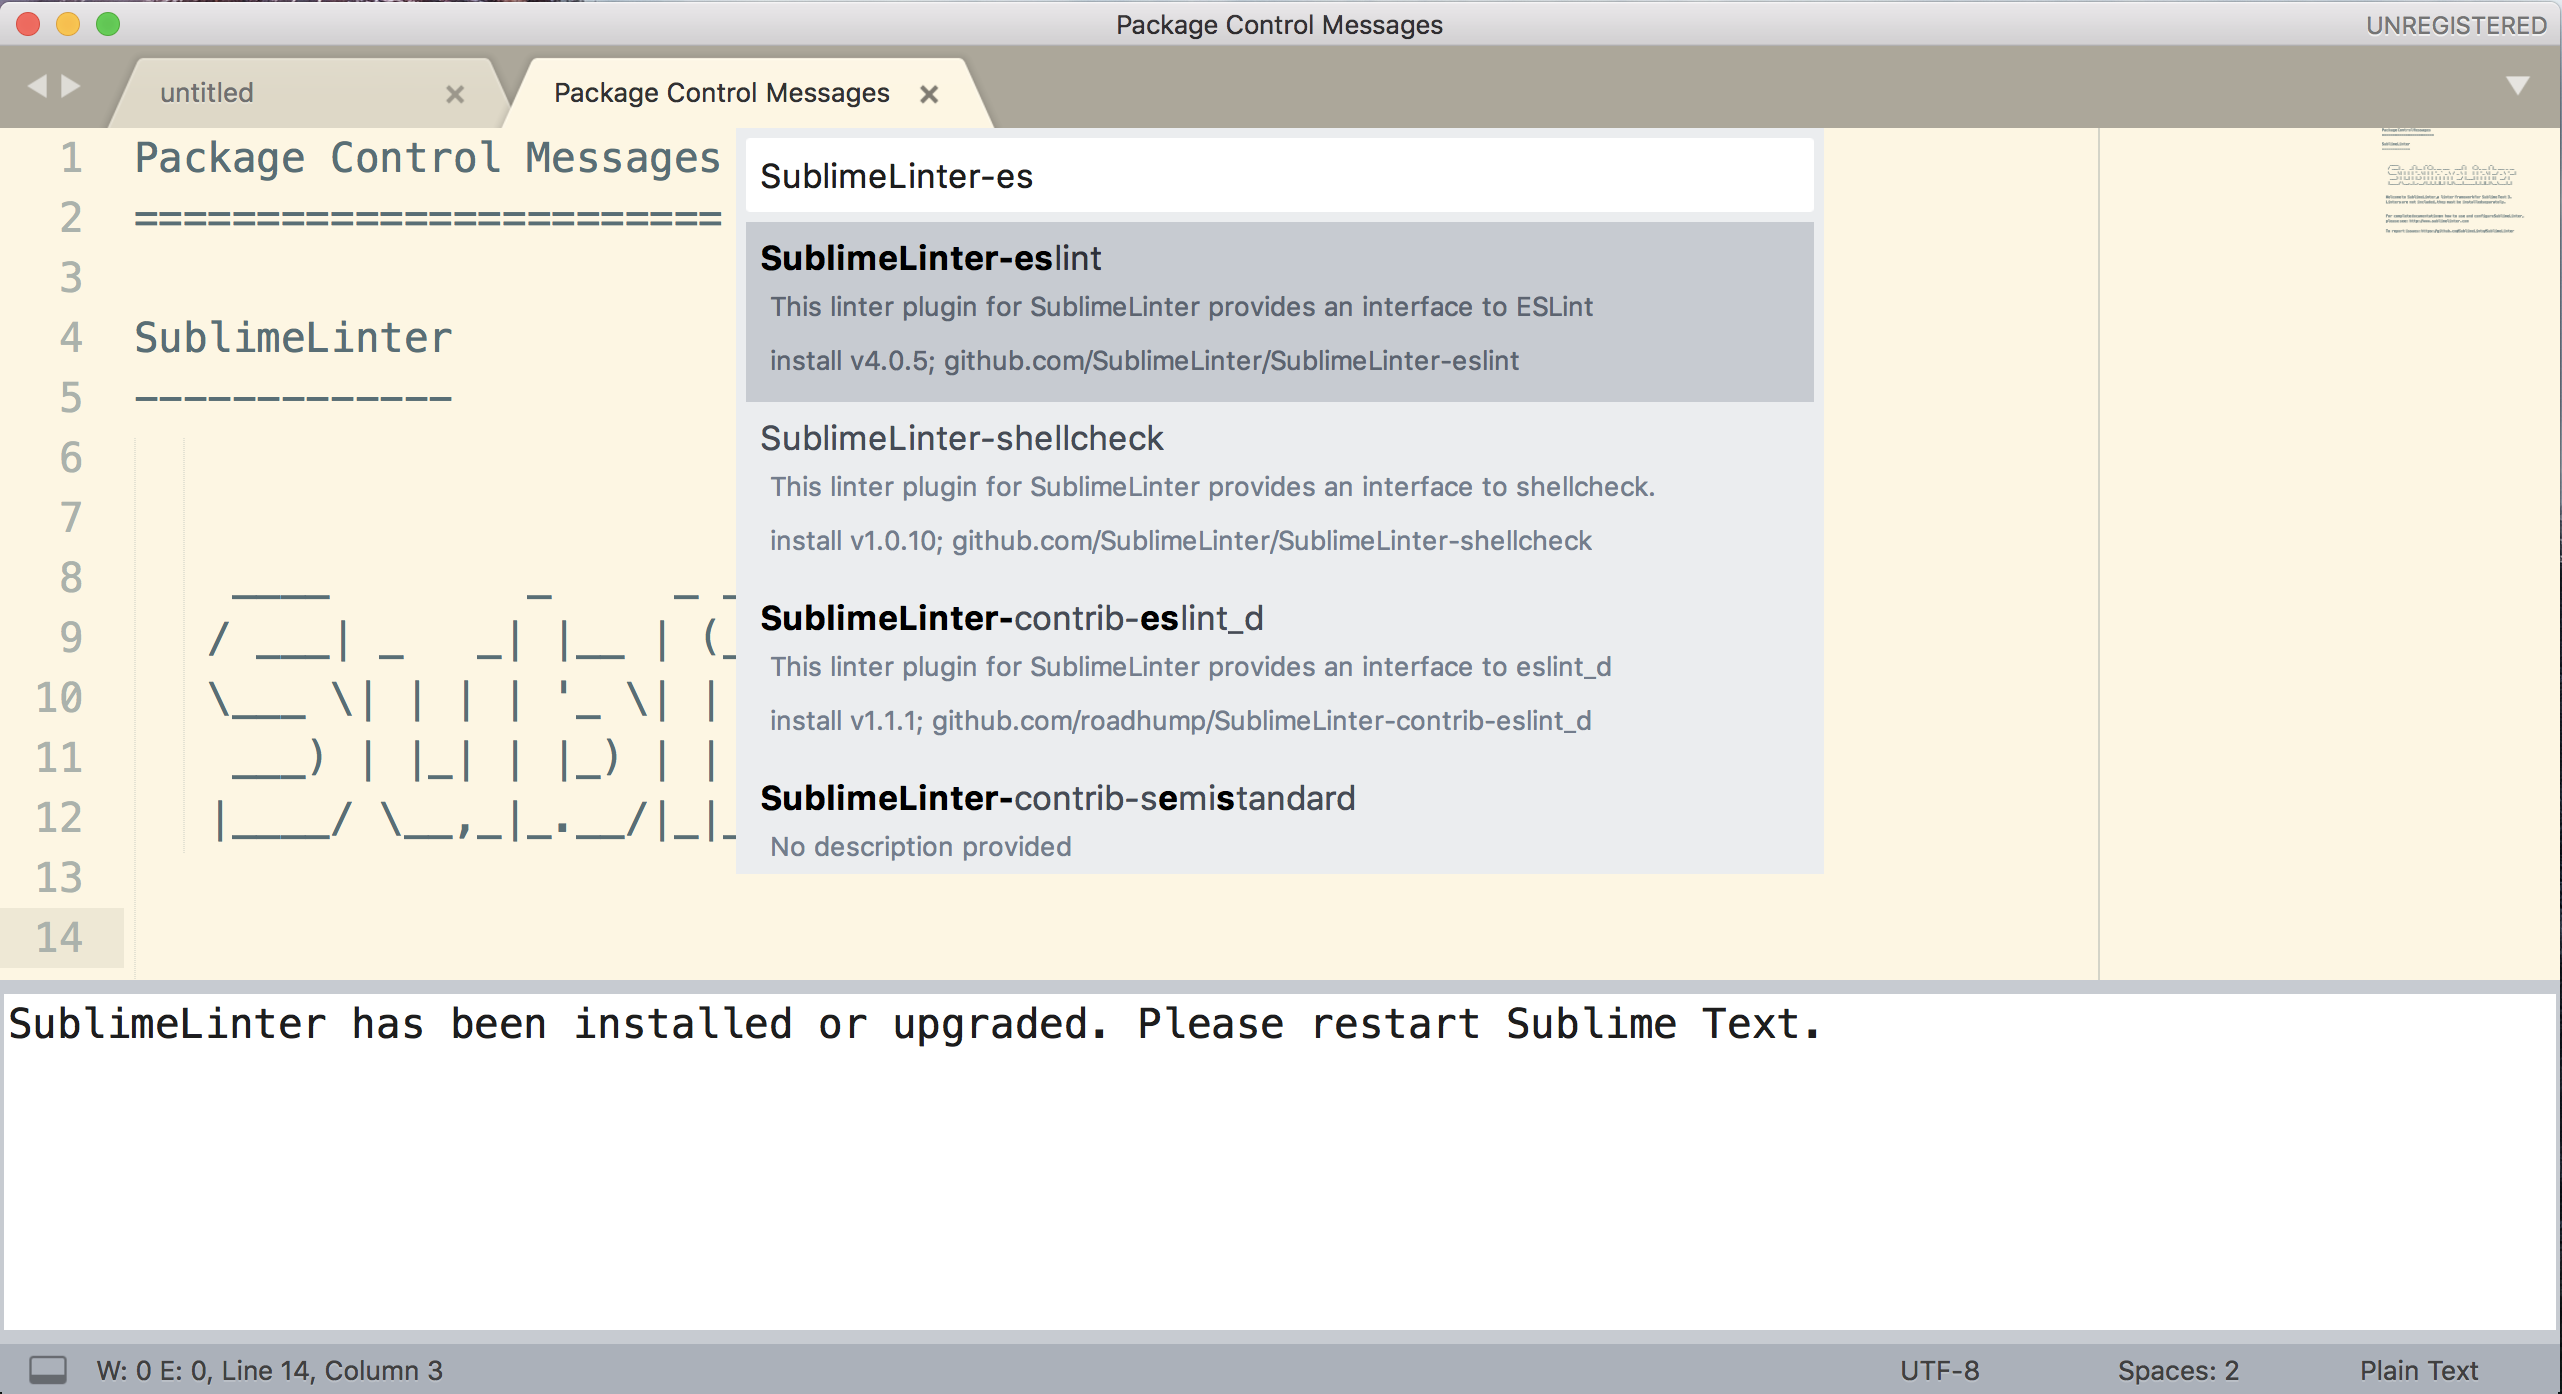 Package Control Messages
UNREGISTERED
untitled
Package Control Messages
1 Package Control Messages
2 ========================
3
4 SublimeLinter
5 -------------
6
7
8
9
10
11
12
13
14
SublimeLinter-es
SublimeLinter-eslint
This linter plugin for SublimeLinter provides an interface to ESLint
install v4.0.5; github.com/SublimeLinter/SublimeLinter-eslint
SublimeLinter-shellcheck
This linter plugin for SublimeLinter provides an interface to shellcheck.
install v1.0.10; github.com/SublimeLinter/SublimeLinter-shellcheck
SublimeLinter-contrib-eslint_d
This linter plugin for SublimeLinter provides an interface to eslint_d
install v1.1.1; github.com/roadhump/SublimeLinter-contrib-eslint_d
SublimeLinter-contrib-semistandard
No description provided
SublimeLinter has been installed or upgraded. Please restart Sublime Text.
W: 0 E: 0, Line 14, Column 3
UTF-8
Spaces: 2
Plain Text